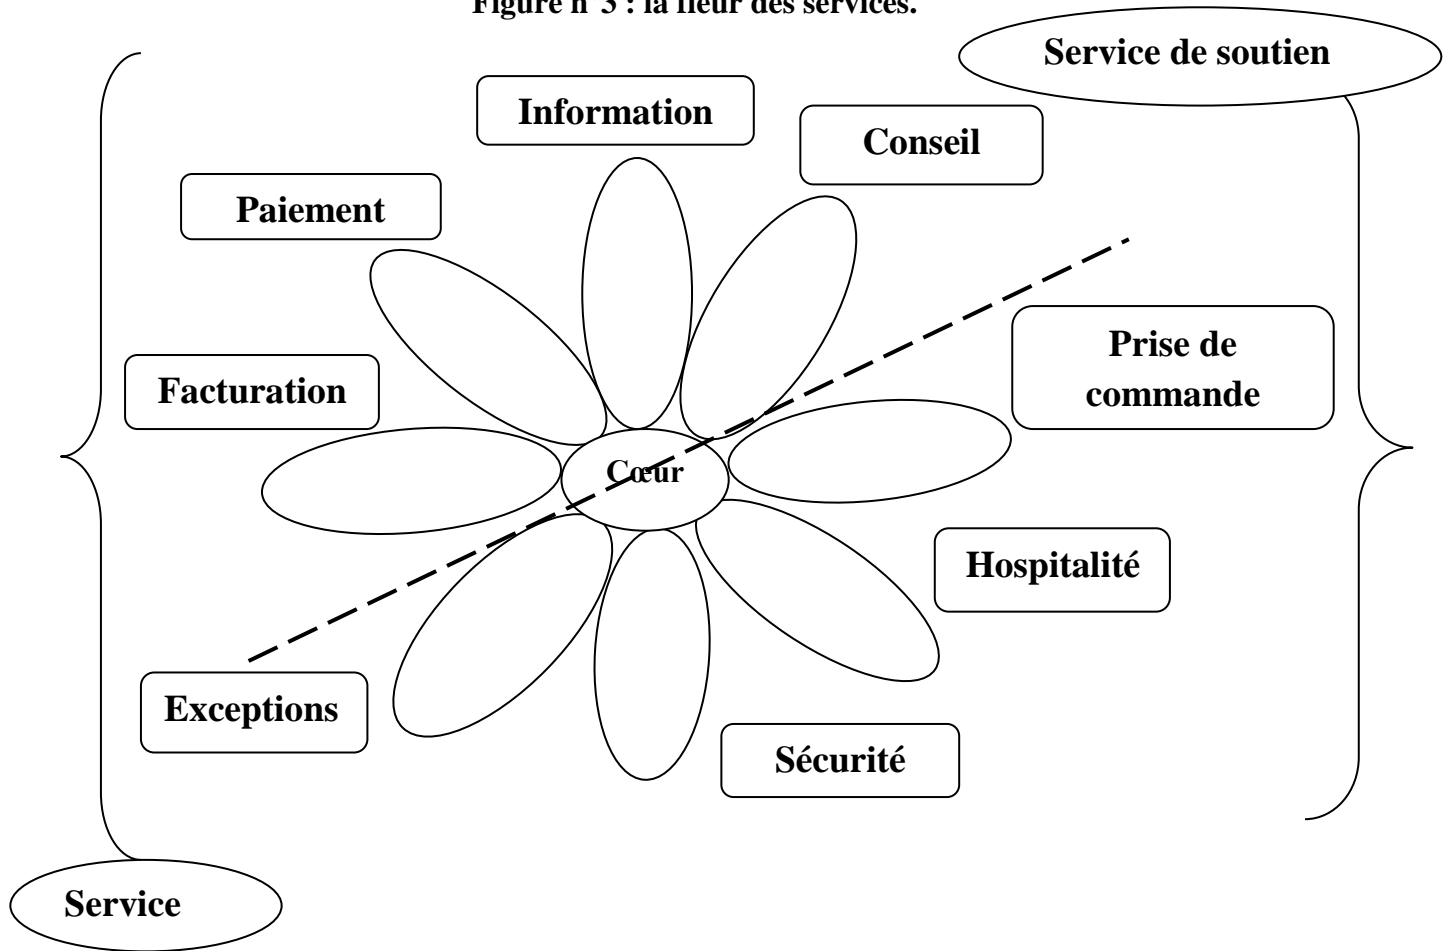 Figure n°3 : la fleur des services.
Service de soutien
Information
Conseil
Paiement
Prise de
commande
Facturation
Cœur
Hospitalité
Exceptions
Sécurité
Service